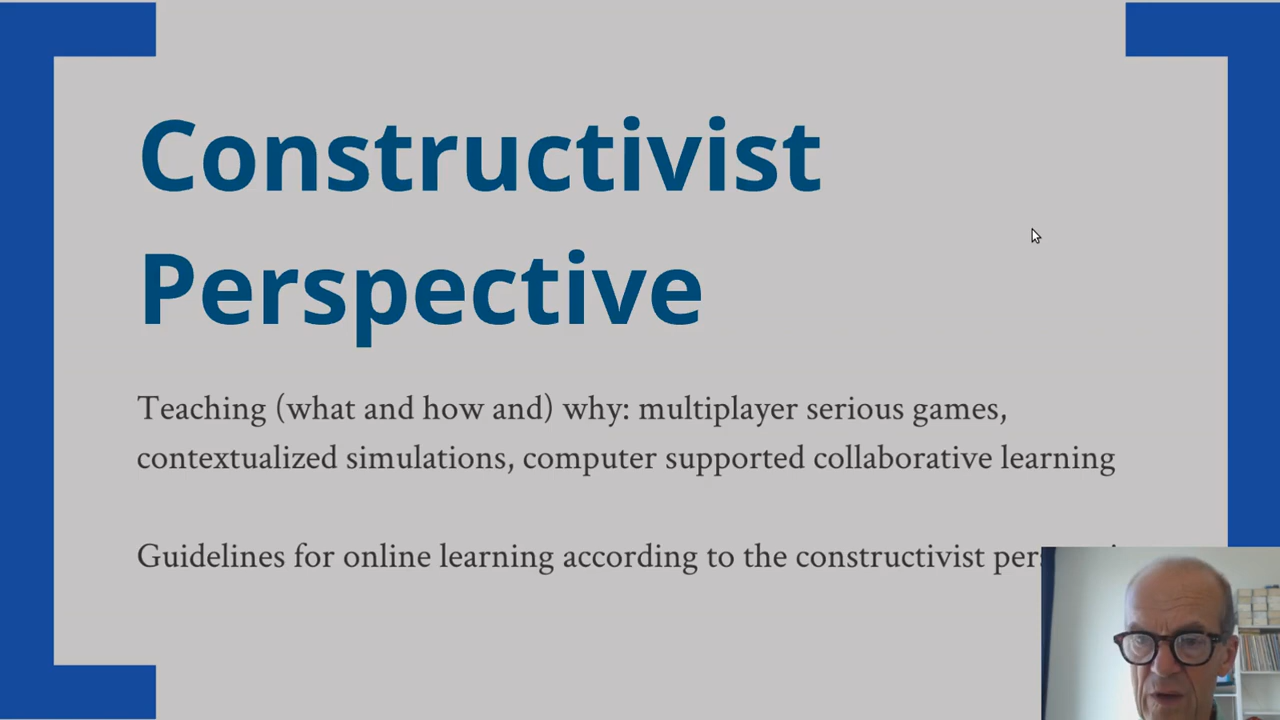 Constructivist
Perspective
Teaching (what and how and) why: multiplayer serious games,
contextualized simulations, computer supported collaborative learning
Guidelines for online learning according to the constructivist